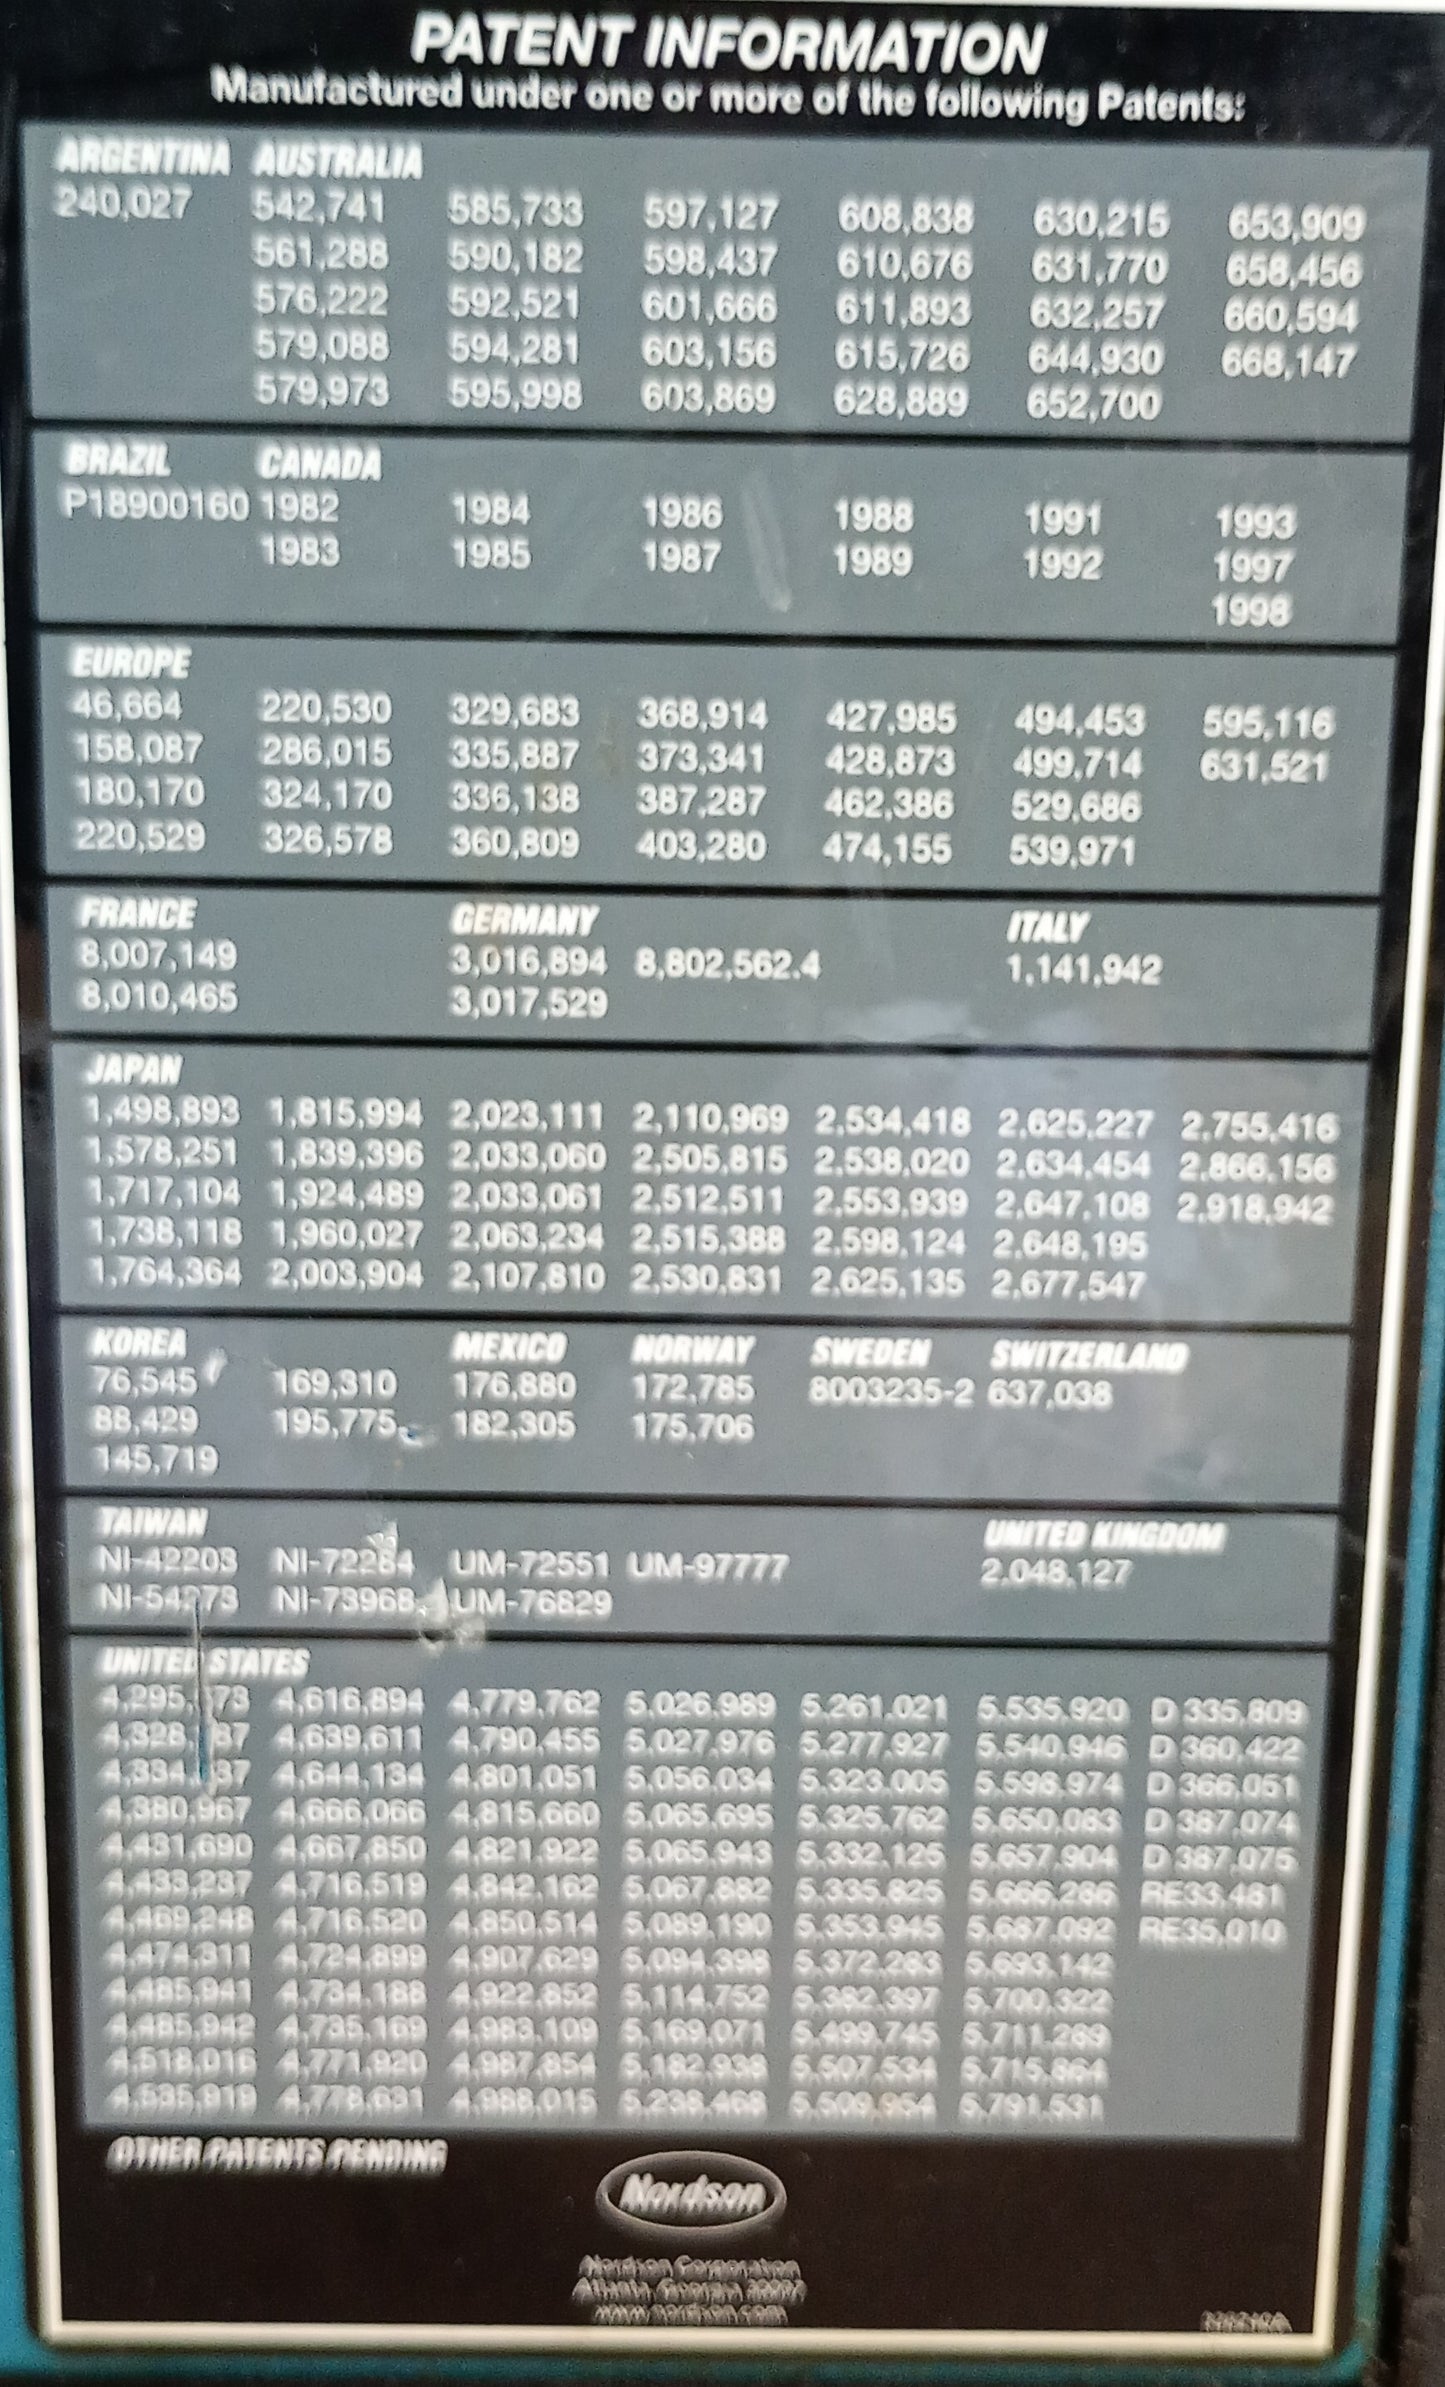 PATENT INFORMATION
Manufactured under one or more of the following Patents:
ARGENTINA AUSTRALIA
240,027 542,741 585,733 597,127 608,838 630,215 653,909
561,288 590,182 598,437 610,676 631,770 658,456
576,222 592,521 601,666 611,893 632,257 660,594
579,088 594,281 603,156 615,726 644,930 668,147
579,973 595,998 603,869 628,889 652,700
BRAZIL CANADA
P18900160 1982 1984 1986 1988 1991 1993
1983 1985 1987 1989 1992 1997
1998
EUROPE
46,664 220,530 329,683 368,914 427,985 494,453 595,116
158,087 286,015 335,887 373,341 428,873 499,714 631,521
180,170 324,170 336,138 387,287 462,386 529,686
220,529 326,578 360,809 403,280 474,155 539,971
FRANCE GERMANY ITALY
8,007,149 3,016,894 8,802,562.4 1,141,942
8,010,465 3,017,529
JAPAN
1,498,893 1,815,994 2,023,111 2,110,969 2,534,418 2,625,227 2,755,416
1,578,251 1,839,396 2,033,060 2,505,815 2,538,020 2,634,454 2,866,156
1,717,104 1,924,489 2,033,061 2,512,511 2,553,939 2,647,108 2,918,942
1,738,118 1,960,027 2,063,234 2,515,388 2,598,124 2,648,195
1,764,364 2,003,904 2,107,810 2,530,831 2,625,135 2,677,547
KOREA MEXICO NORWAY SWEDEN SWITZERLAND
76,545 169,310 176,880 172,785 8003235-2 637,038
88,429 195,775 182,305 175,706
145,719
TAIWAN UNITED KINGDOM
NI-42203 NI-72284 UM-72551 UM-97777 2,048,127
NI-73968 UM-76829
UNITED STATES
4,616,894 4,779,762 5,026,989 5,261,021 5,535,920 D 335,809
4,639,611 4,790,455 5,027,976 5,277,927 5,540,946 D 360,422
4,644,134 4,801,051 5,056,034 5,323,005 5,598,974 D 366,051
4,380,967 4,666,066 4,815,660 5,065,695 5,325,762 5,650,083 D 387,074
4,431,690 4,667,850 4,821,922 5,065,943 5,332,125 5,657,904 D 387,075
4,433,237 4,716,519 4,842,162 5,067,882 5,335,825 5,666,286 RE33,481
4,469,248 4,716,520 4,850,514 5,089,190 5,353,945 5,687,092 RE35,010
4,474,311 4,724,899 4,907,629 5,094,398 5,372,283 5,693,142
4,485,941 4,734,188 4,922,852 5,114,752 5,382,397 5,700,322
4,485,942 4,735,169 4,983,109 5,169,071 5,499,745 5,711,289
4,518,016 4,771,920 4,987,854 5,182,938 5,507,534 5,715,864
4,535,919 4,778,631 4,988,015 5,238,468 5,509,954 5,791,531
OTHER PATENTS PENDING
Nordson
Nordson Corporation
Atlanta, Georgia
www.nordson.com